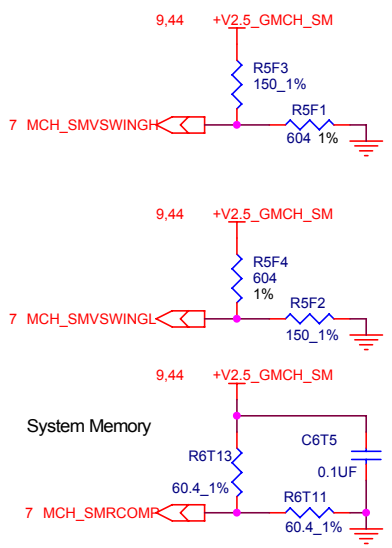 9,44 +V2.5_GMCH_SM
R5F3
150_1%
R5F1
7 MCH_SMVSWINGH
604 1%
9,44 +V2.5_GMCH_SM
R5F4
604
1%
R5F2
7 MCH_SMVSWINGL
150_1%
9,44 +V2.5_GMCH_SM
System Memory
C6T5
R6T13
0.1UF
60.4_1%
R6T11
7 MCH_SMRCOMP
60.4_1%